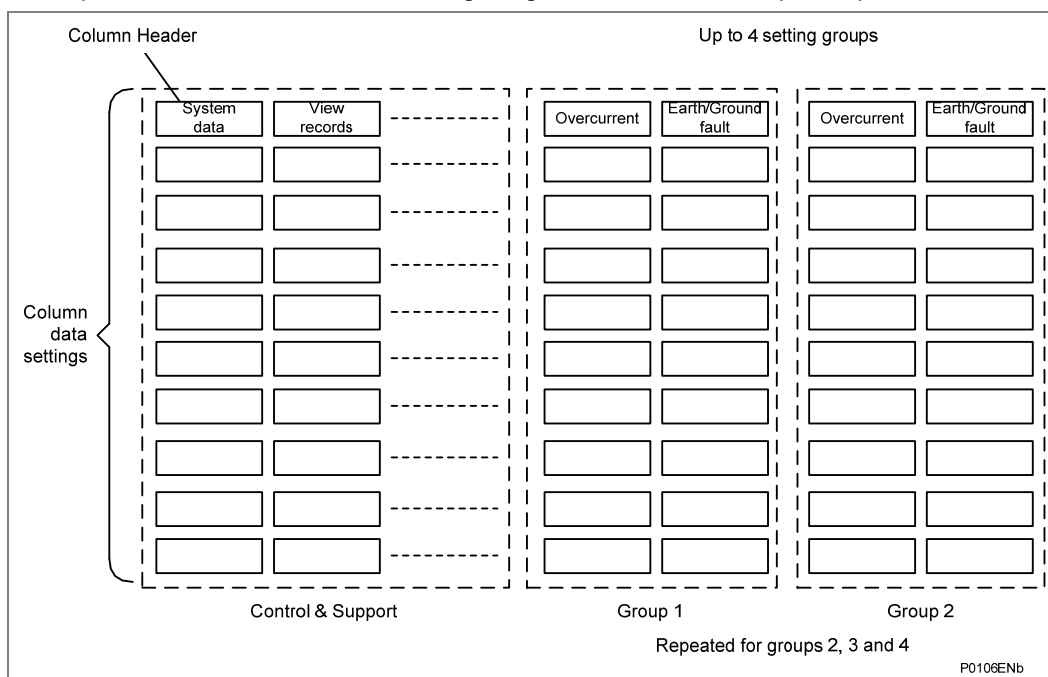 Column Header
Up to 4 setting groups
System
data
View
records
Overcurrent
Earth/Ground
fault
Overcurrent
Earth/Ground
fault
Column
data
settings
Control & Support
Group 1
Group 2
Repeated for groups 2, 3 and 4
P0106ENb